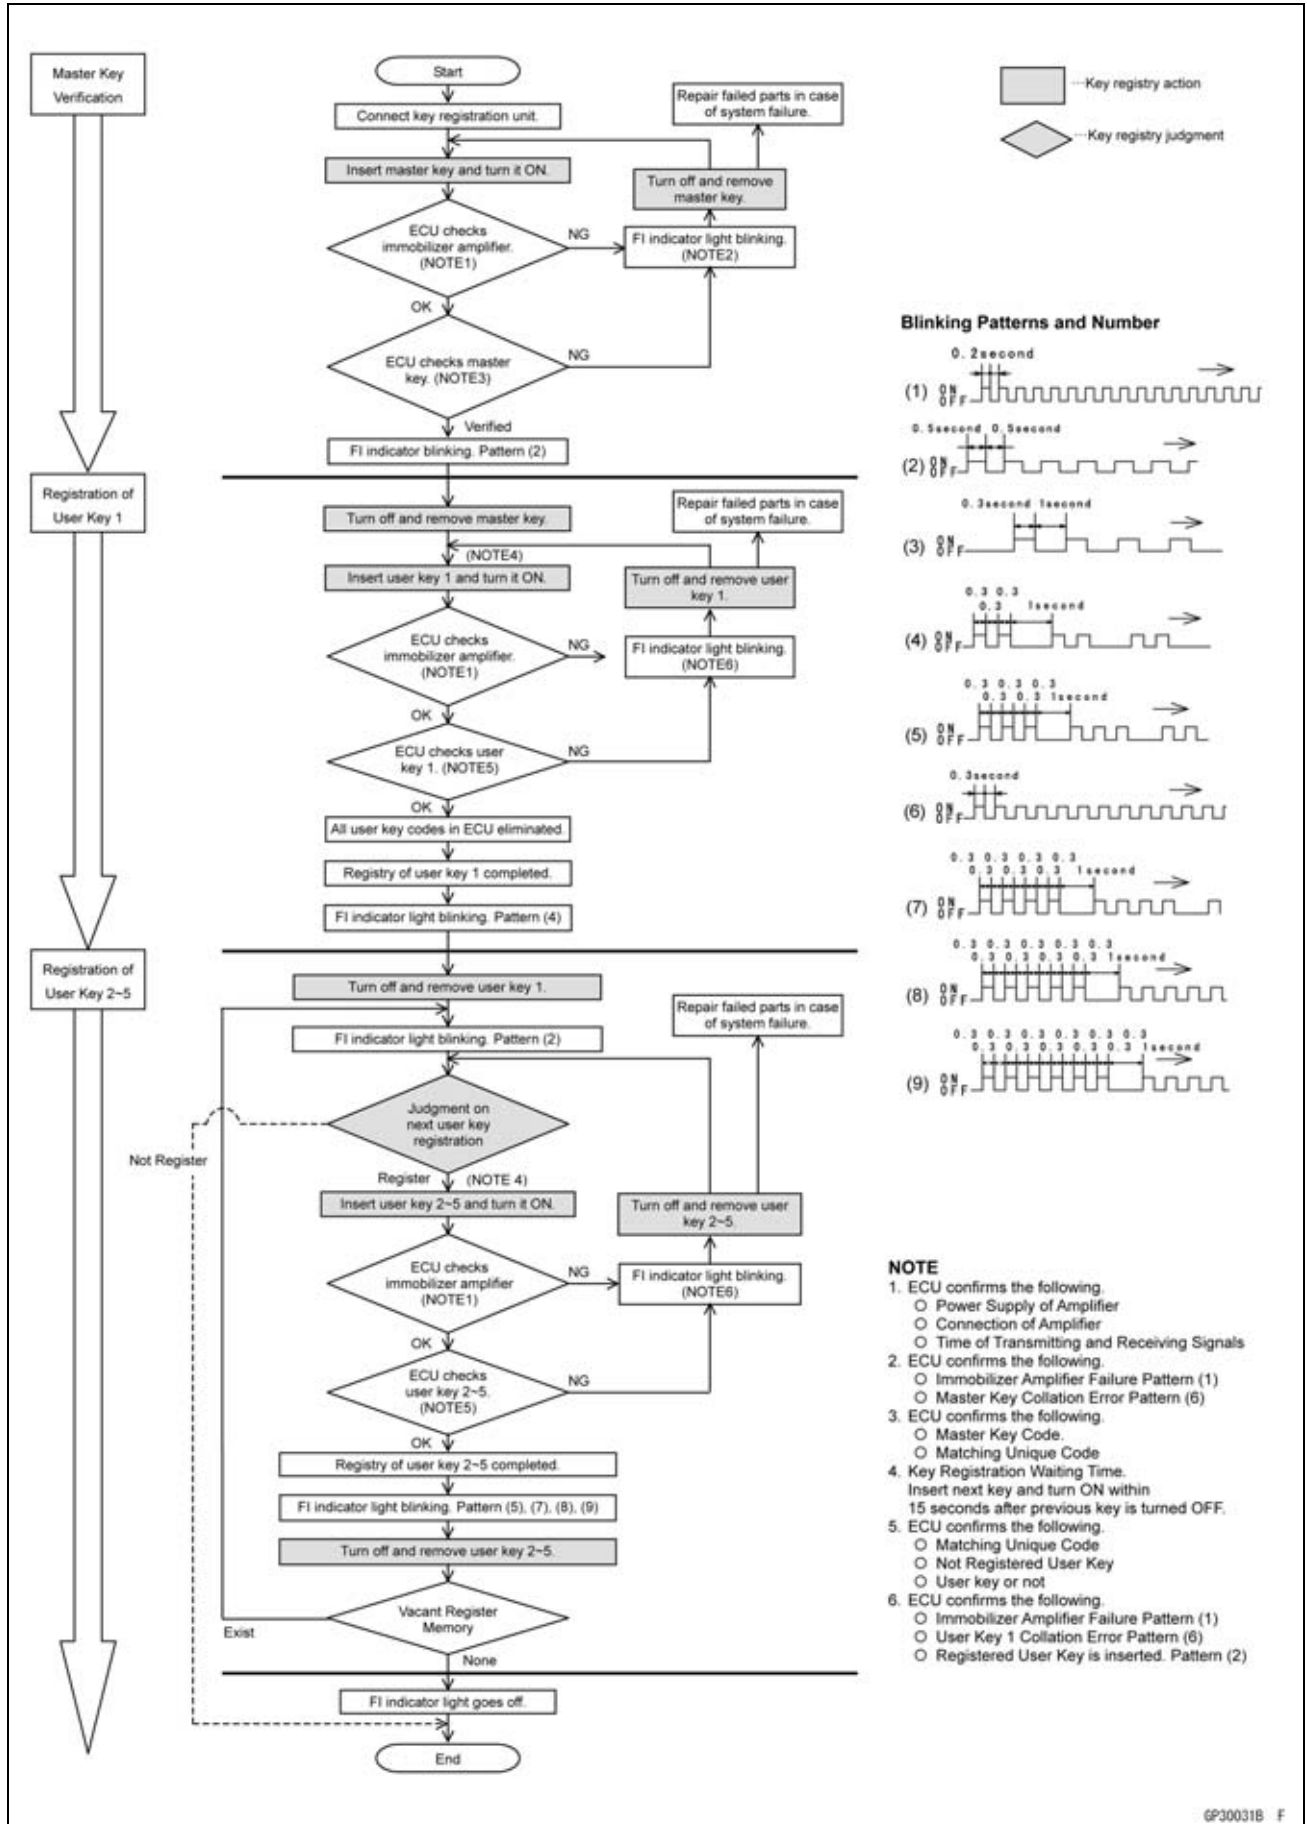 Master Key
Verification
Start
Connect key registration unit.
Insert master key and turn it ON.
ECU checks
immobilizer amplifier.
(NOTE1)
NG
OK
ECU checks master
key. (NOTE3)
NG
Verified
FI indicator blinking. Pattern (2)
Repair failed parts in case
of system failure.
Turn off and remove
master key.
FI indicator light blinking.
(NOTE2)
Registration of
User Key 1
Turn off and remove master key.
(NOTE4)
Insert user key 1 and turn it ON.
ECU checks
immobilizer amplifier.
(NOTE1)
NG
OK
ECU checks user
key 1. (NOTE5)
NG
OK
All user key codes in ECU eliminated.
Registry of user key 1 completed.
FI indicator light blinking. Pattern (4)
Repair failed parts in case
of system failure.
Turn off and remove user
key 1.
FI indicator light blinking.
(NOTE6)
Registration of
User Key 2~5
Turn off and remove user key 1.
FI indicator light blinking. Pattern (2)
Judgment on
next user key
registration
Not Register
Register
(NOTE 4)
Insert user key 2~5 and turn it ON.
ECU checks
immobilizer amplifier
(NOTE1)
NG
OK
ECU checks
user key 2~5.
(NOTE5)
NG
OK
Registry of user key 2~5 completed.
FI indicator light blinking. Pattern (5), (7), (8), (9)
Turn off and remove user key 2~5.
Vacant Register
Memory
Exist
None
FI indicator light goes off.
End
Repair failed parts in case
of system failure.
Turn off and remove user
key 2~5.
FI indicator light blinking.
(NOTE6)
···Key registry action
···Key registry judgment
Blinking Patterns and Number
0.2second
(1) ON OFF
0.5second 0.5second
(2) ON OFF
0.3second 1second
(3) ON OFF
0.3 0.3
0.3 1second
(4) ON OFF
0.3 0.3 0.3
0.3 0.3 1second
(5) ON OFF
0.3second
(6) ON OFF
0.3 0.3 0.3 0.3
0.3 0.3 0.3 1second
(7) ON OFF
0.3 0.3 0.3 0.3 0.3
0.3 0.3 0.3 0.3 1second
(8) ON OFF
0.3 0.3 0.3 0.3 0.3 0.3
0.3 0.3 0.3 0.3 0.3 1second
(9) ON OFF
NOTE
1. ECU confirms the following.
O Power Supply of Amplifier
O Connection of Amplifier
O Time of Transmitting and Receiving Signals
2. ECU confirms the following.
O Immobilizer Amplifier Failure Pattern (1)
O Master Key Collation Error Pattern (6)
3. ECU confirms the following.
O Master Key Code.
O Matching Unique Code
4. Key Registration Waiting Time.
Insert next key and turn ON within
15 seconds after previous key is turned OFF.
5. ECU confirms the following.
O Matching Unique Code
O Not Registered User Key
O User key or not
6. ECU confirms the following.
O Immobilizer Amplifier Failure Pattern (1)
O User Key 1 Collation Error Pattern (6)
O Registered User Key is inserted. Pattern (2)
GP30031B F